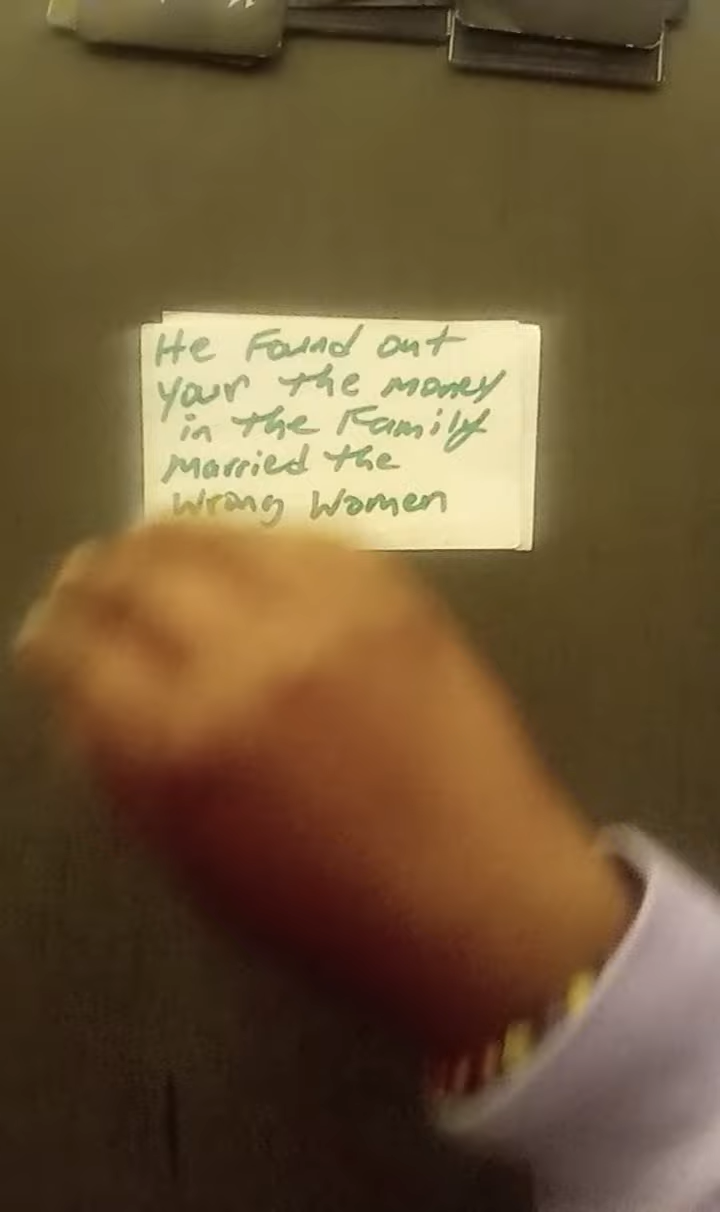 He Found out
your the money
in the Family
Married the
Wrong Women